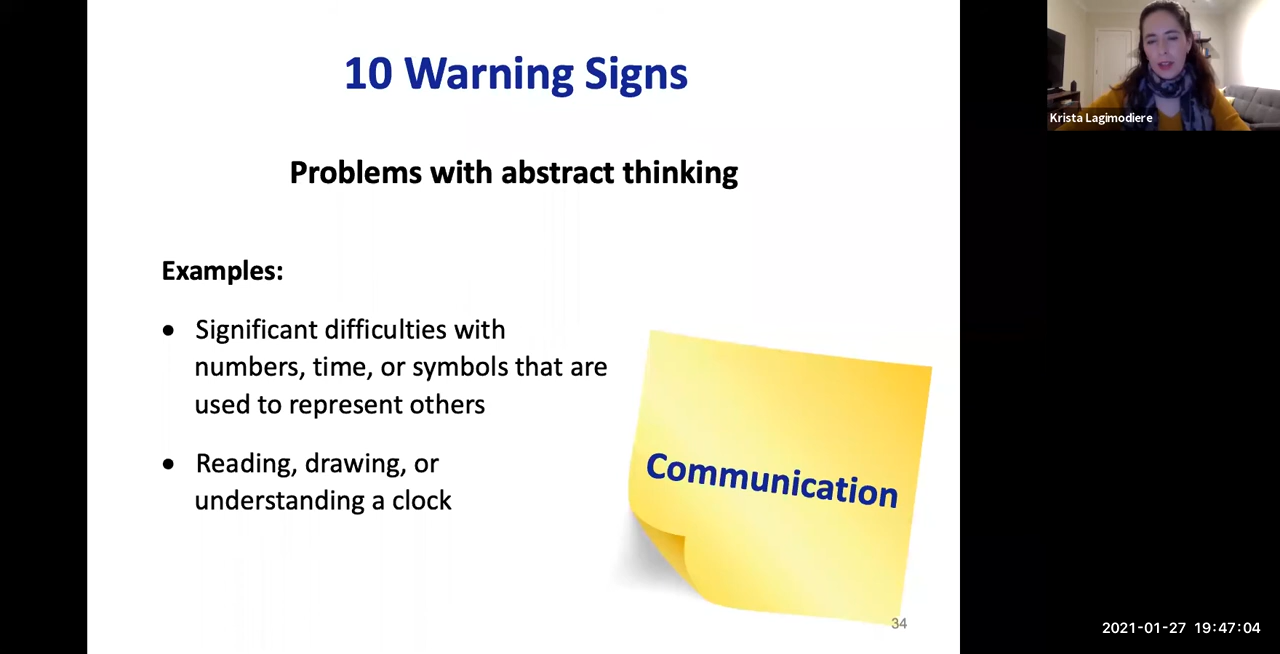 10 Warning Signs
Problems with abstract thinking
Examples:
● Significant difficulties with
numbers, time, or symbols that are
used to represent others
● Reading, drawing, or
understanding a clock
Communication
34
Krista Lagimodiere
2021-01-27 19:47:04